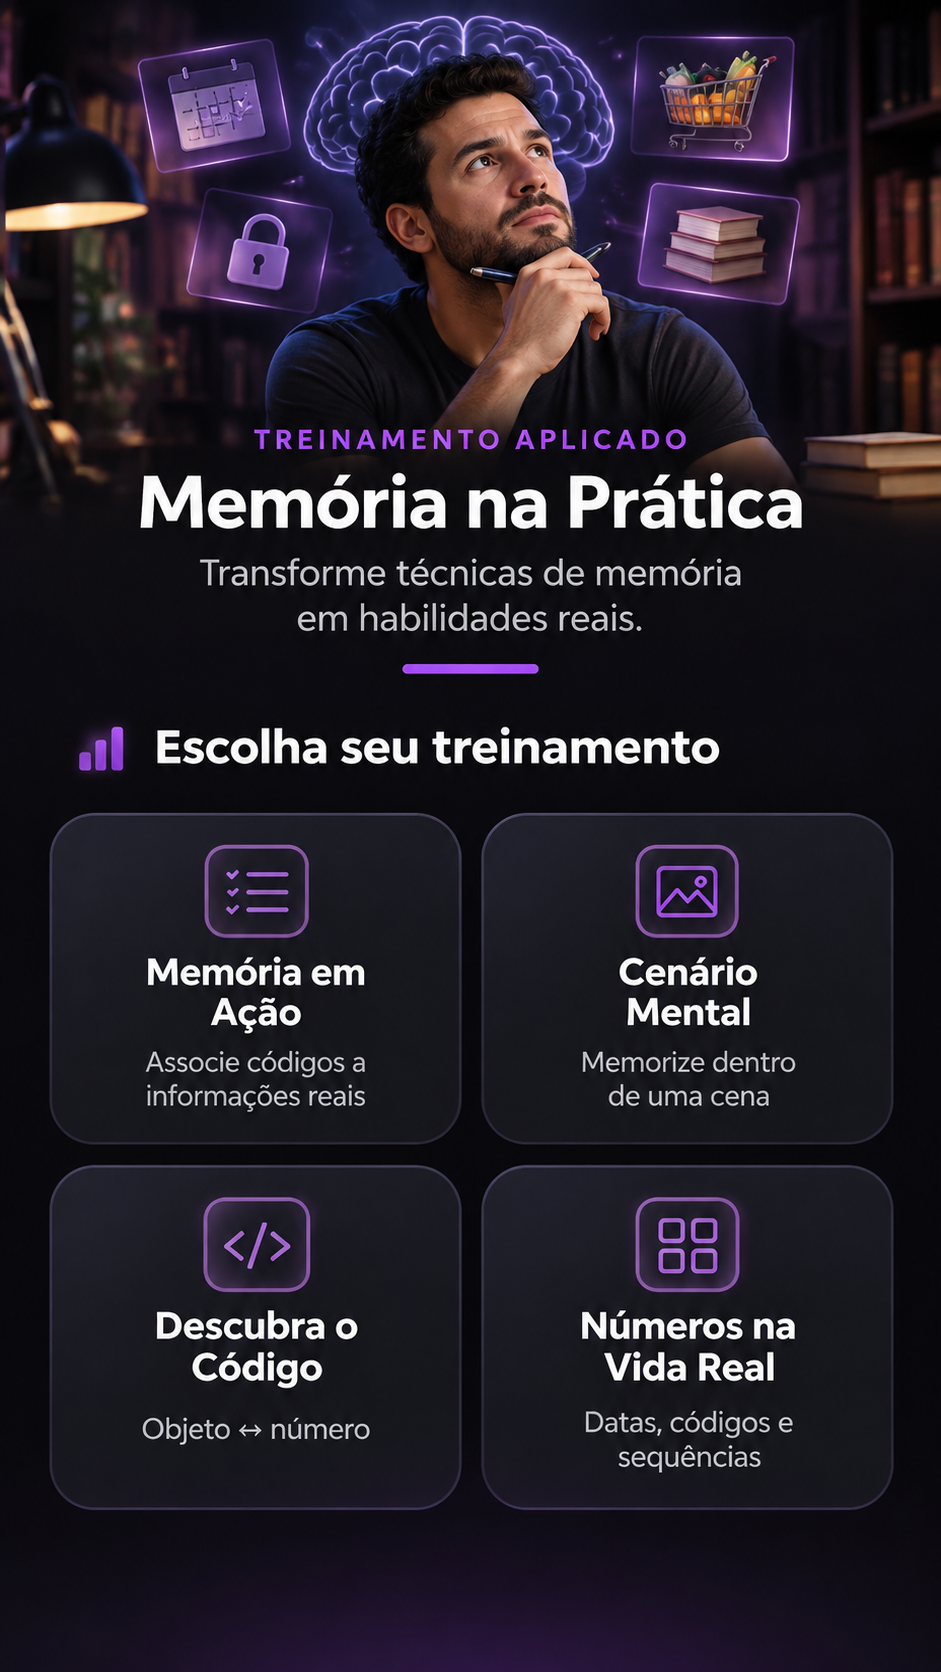 TREINAMENTO APLICADO
Memória na Prática
Transforme técnicas de memória
em habilidades reais.
Escolha seu treinamento
Memória em
Ação
Associe códigos a
informações reais
Cenário
Mental
Memorize dentro
de uma cena
Descubra o
Código
Objeto ↔ número
Números na
Vida Real
Datas, códigos e
sequências